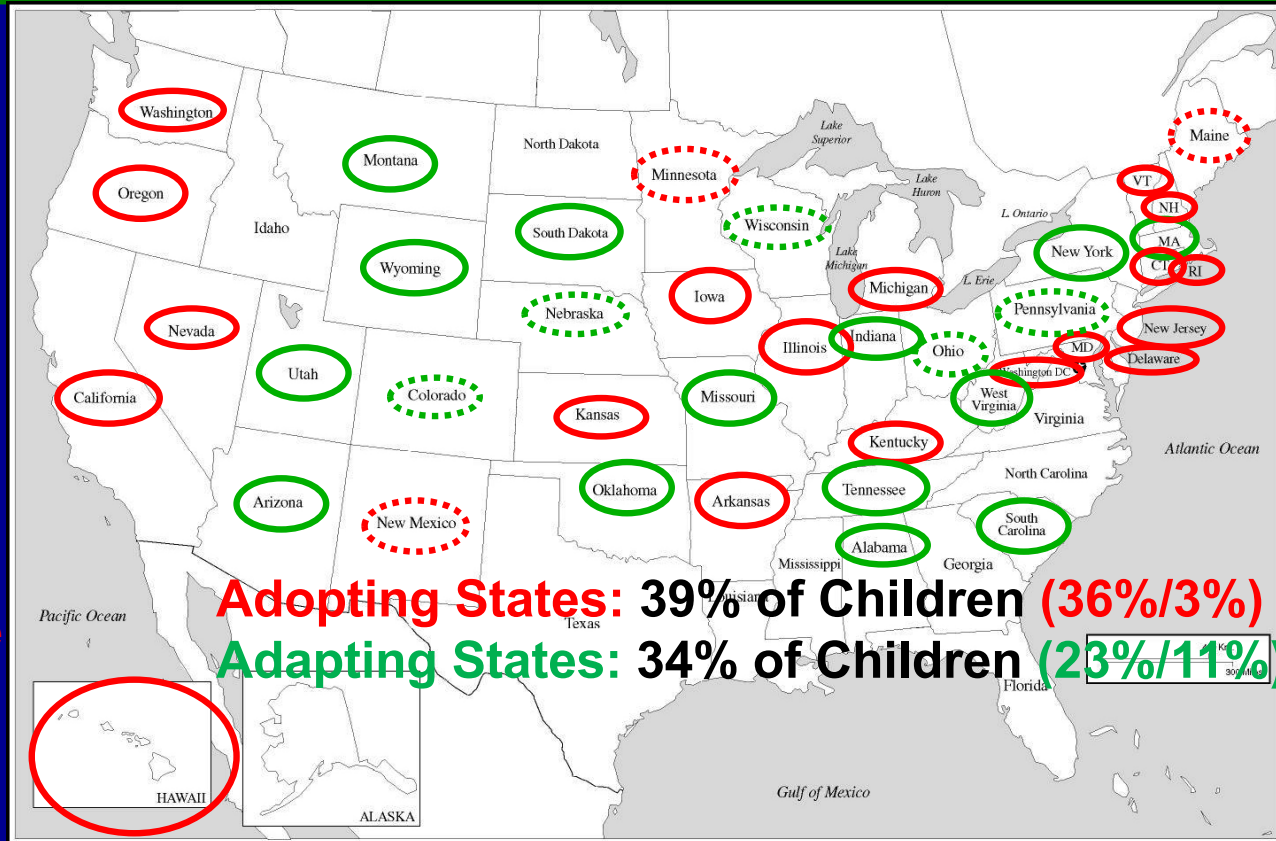 Washington
Montana
North Dakota
Minnesota
Lake
Superior
Maine
Oregon
Idaho
South Dakota
Wisconsin
Lake
Huron
VT
NH
L. Ontario
New York
MA
Wyoming
Lake
Michigan
CT
RI
Iowa
Michigan
L. Erie
Nebraska
Pennsylvania
Nevada
Illinois
Indiana
Ohio
New Jersey
MD
Delaware
Utah
Colorado
Washington DC
California
Kansas
Missouri
West
Virginia
Virginia
Kentucky
Atlantic Ocean
North Carolina
Arizona
New Mexico
Oklahoma
Arkansas
Tennessee
South
Carolina
Mississippi
Alabama
Georgia
Adopting States: 39% of Children (36%/3%)
Pacific Ocean
Louisiana
Texas
Adapting States: 34% of Children (23%/11%)
Florida
HAWAII
ALASKA
Gulf of Mexico